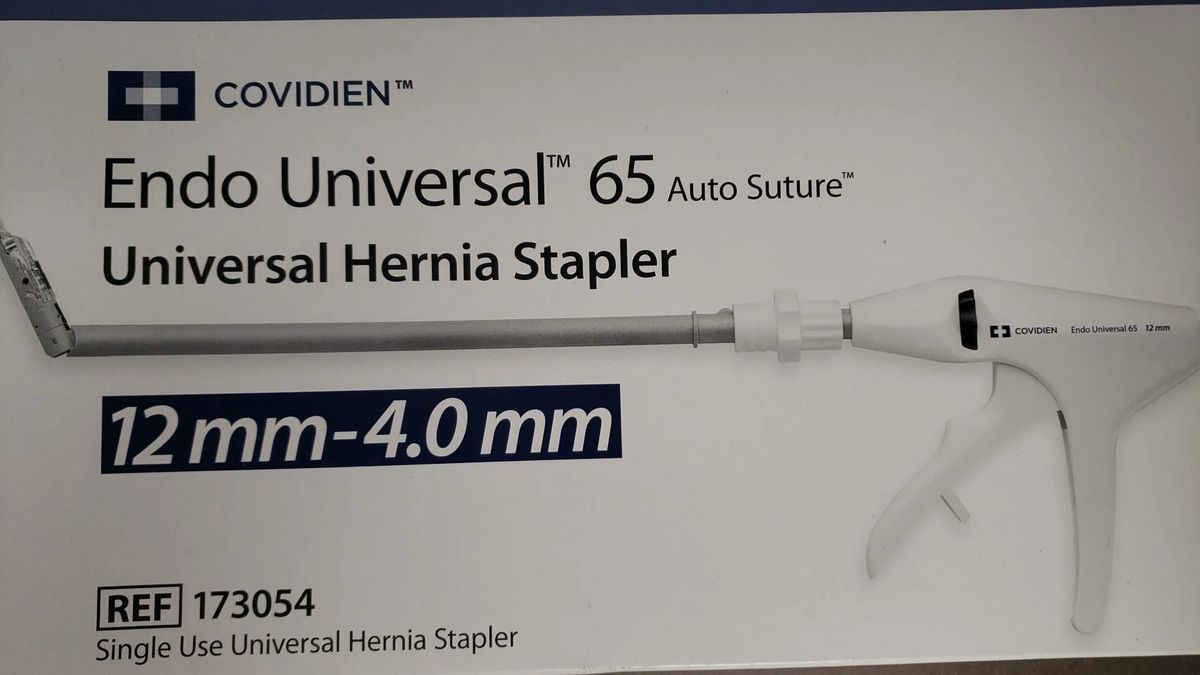 COVIDIEN™
Endo Universal™ 65 Auto Suture™
Universal Hernia Stapler
COVIDIEN Endo Universal 65 12 mm
12 mm-4.0 mm
REF 173054
Single Use Universal Hernia Stapler